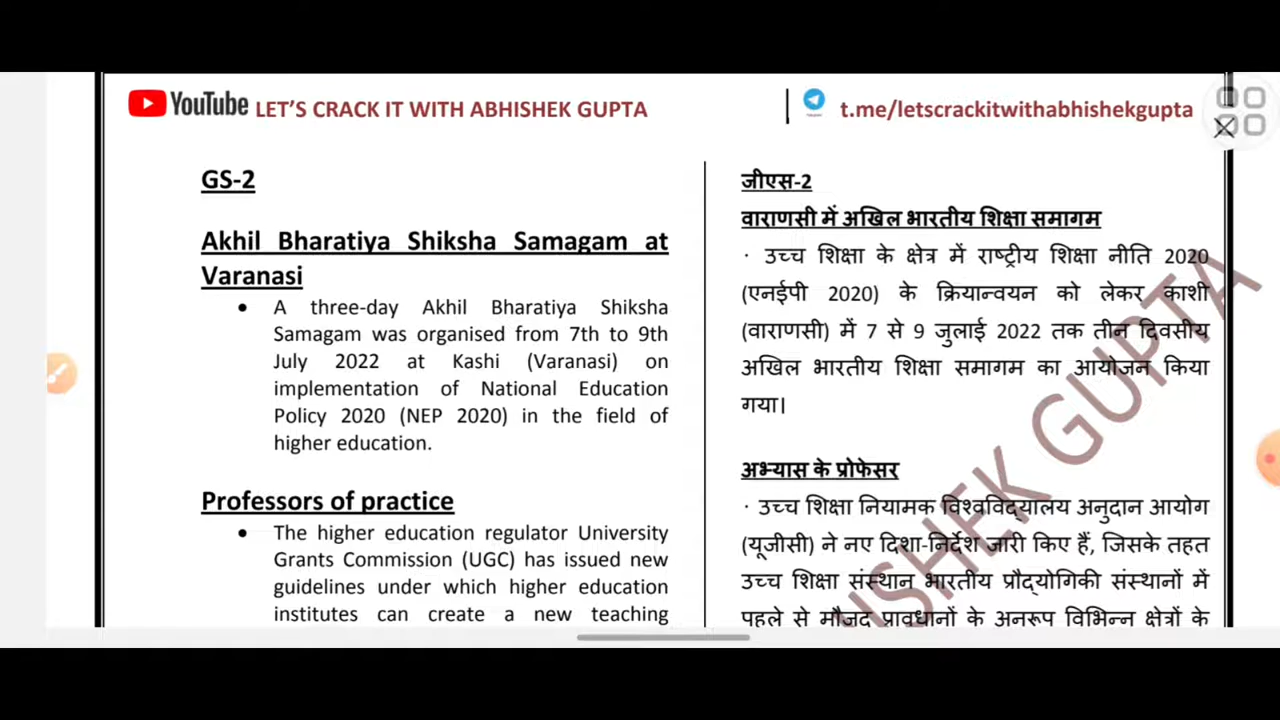 YouTube LET'S CRACK IT WITH ABHISHEK GUPTA
t.me/letscrackitwithabhishekgupta
GS-2
Akhil Bharatiya Shiksha Samagam at
Varanasi
• A three-day Akhil Bharatiya Shiksha
Samagam was organised from 7th to 9th
July 2022 at Kashi (Varanasi) on
implementation of National Education
Policy 2020 (NEP 2020) in the field of
higher education.
Professors of practice
• The higher education regulator University
Grants Commission (UGC) has issued new
guidelines under which higher education
institutes can create a new teaching
जीएस-2
वाराणसी में अखिल भारतीय शिक्षा समागम
· उच्च शिक्षा के क्षेत्र में राष्ट्रीय शिक्षा नीति 2020
(एनईपी 2020) के क्रियान्वयन को लेकर काशी
(वाराणसी) में 7 से 9 जुलाई 2022 तक तीन दिवसीय
अखिल भारतीय शिक्षा समागम का आयोजन किया
गया।
अभ्यास के प्रोफेसर
· उच्च शिक्षा नियामक विश्वविद्यालय अनुदान आयोग
(यूजीसी) ने नए दिशा-निर्देश जारी किए हैं, जिसके तहत
उच्च शिक्षा संस्थान भारतीय प्रौद्योगिकी संस्थानों में
पहले से मौजूद प्रावधानों के अनरूप विभिन्न क्षेत्रों के
ISHEK GUPTA